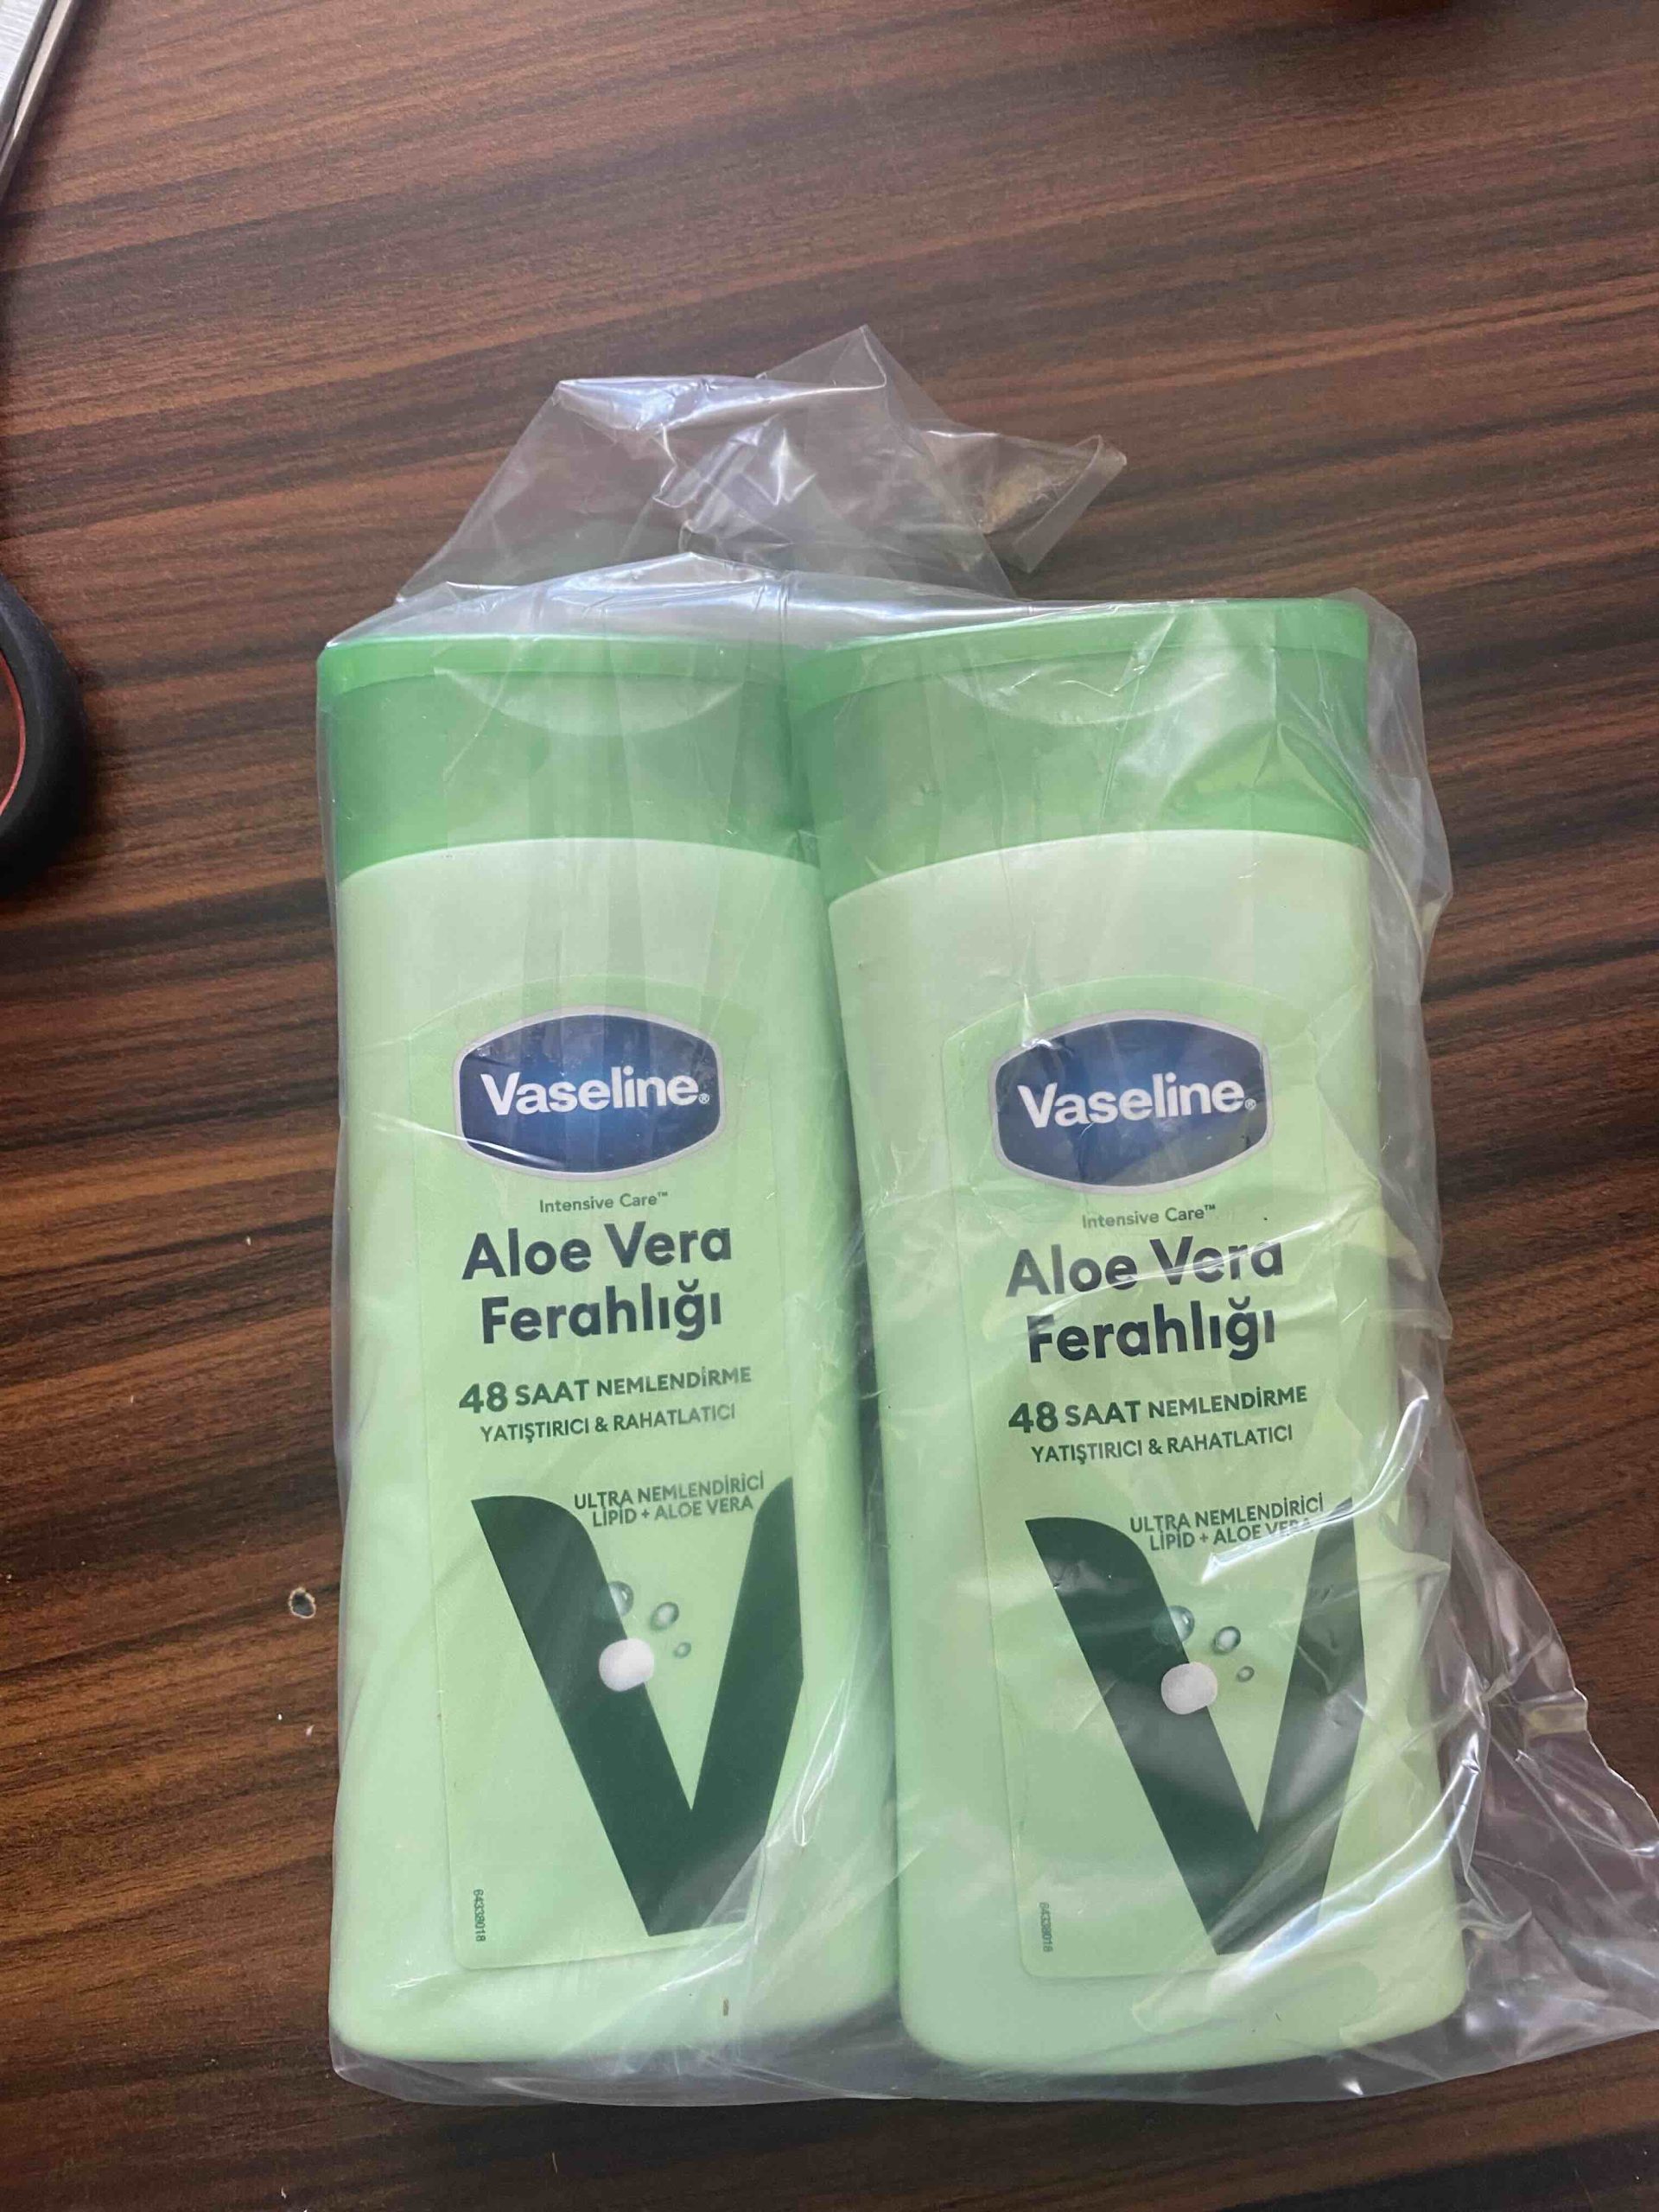 Vaseline®
Intensive Care™
Aloe Vera
Ferahlığı
48 SAAT NEMLENDİRME
YATIŞTIRICI & RAHATLATICI
ULTRA NEMLENDİRİCİ
LİPİD + ALOE VERA
64338018
Vaseline®
Intensive Care™
Aloe Vera
Ferahlığı
48 SAAT NEMLENDİRME
YATIŞTIRICI & RAHATLATICI
ULTRA NEMLENDİRİCİ
LİPİD + ALOE VERA
64338018